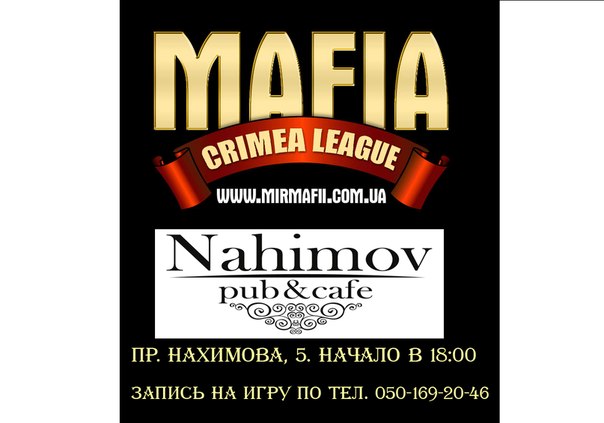 MAFIA
CRIMEA LEAGUE
WWW.MIRMAFII.COM.UA
Nahimov
pub&cafe
ПР. НАХИМОВА, 5. НАЧАЛО В 18:00
ЗАПИСЬ НА ИГРУ ПО ТЕЛ. 050-169-20-46